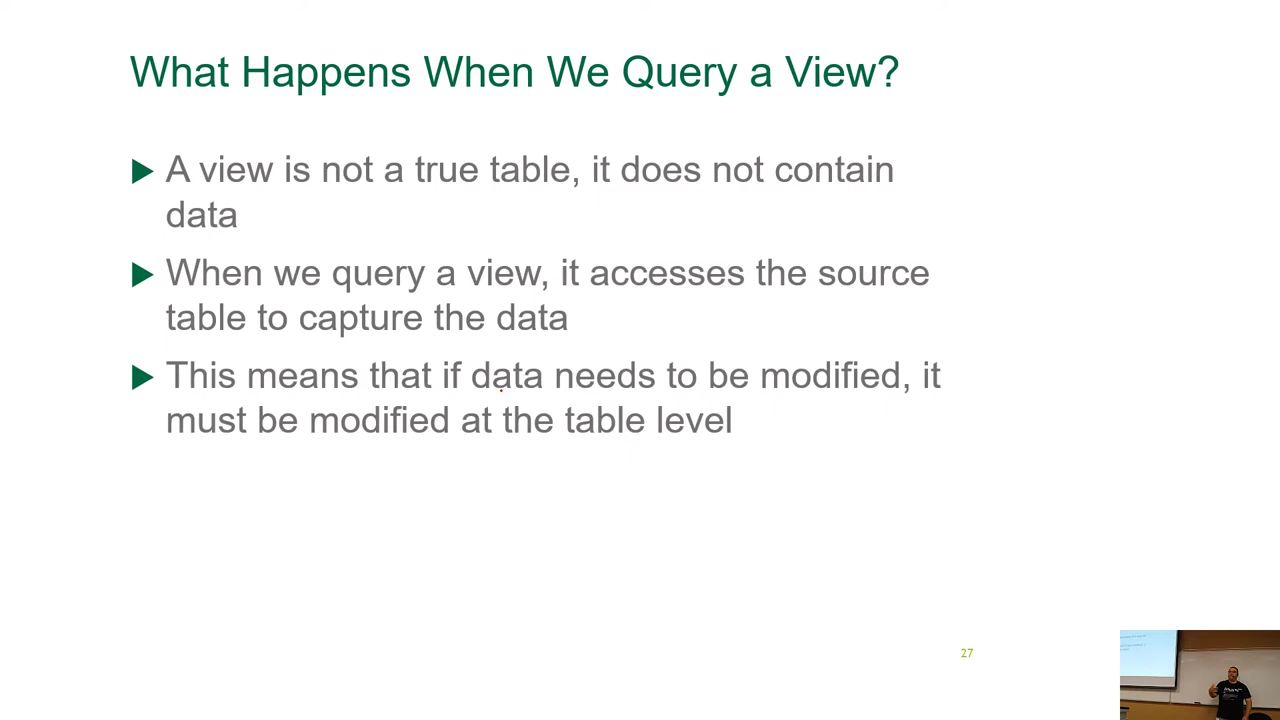 What Happens When We Query a View?
A view is not a true table, it does not contain
data
When we query a view, it accesses the source
table to capture the data
This means that if data needs to be modified, it
must be modified at the table level
27